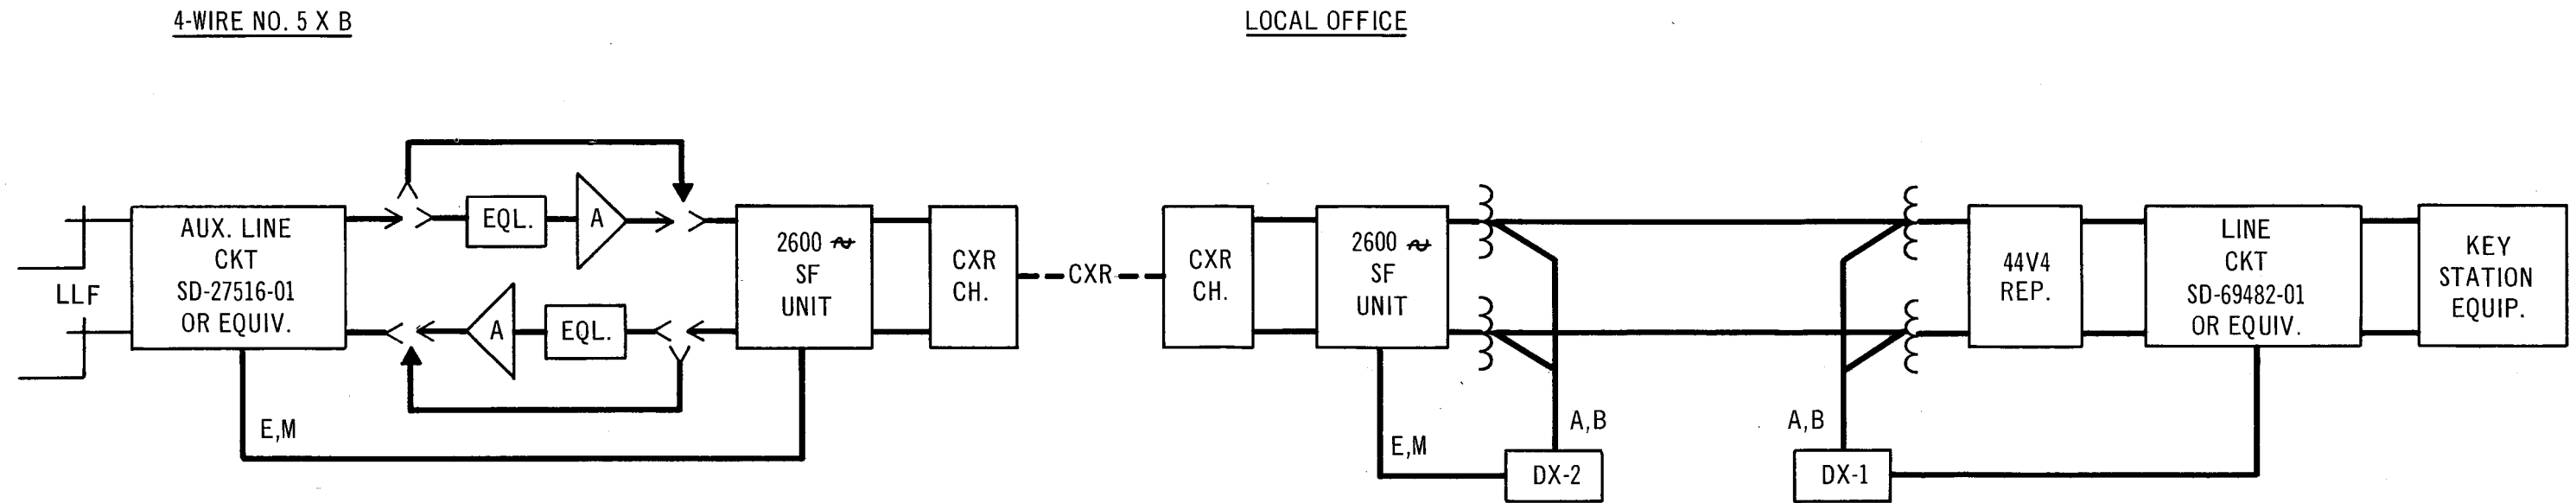 4-WIRE NO. 5 X B
LOCAL OFFICE
LLF
AUX. LINE
CKT
SD-27516-01
OR EQUIV.
EQL.
A
A
EQL.
E,M
2600 ~
SF
UNIT
CXR
CH.
CXR
CXR
CH.
2600 ~
SF
UNIT
E,M
A,B
DX-2
A,B
DX-1
44V4
REP.
LINE
CKT
SD-69482-01
OR EQUIV.
KEY
STATION
EQUIP.